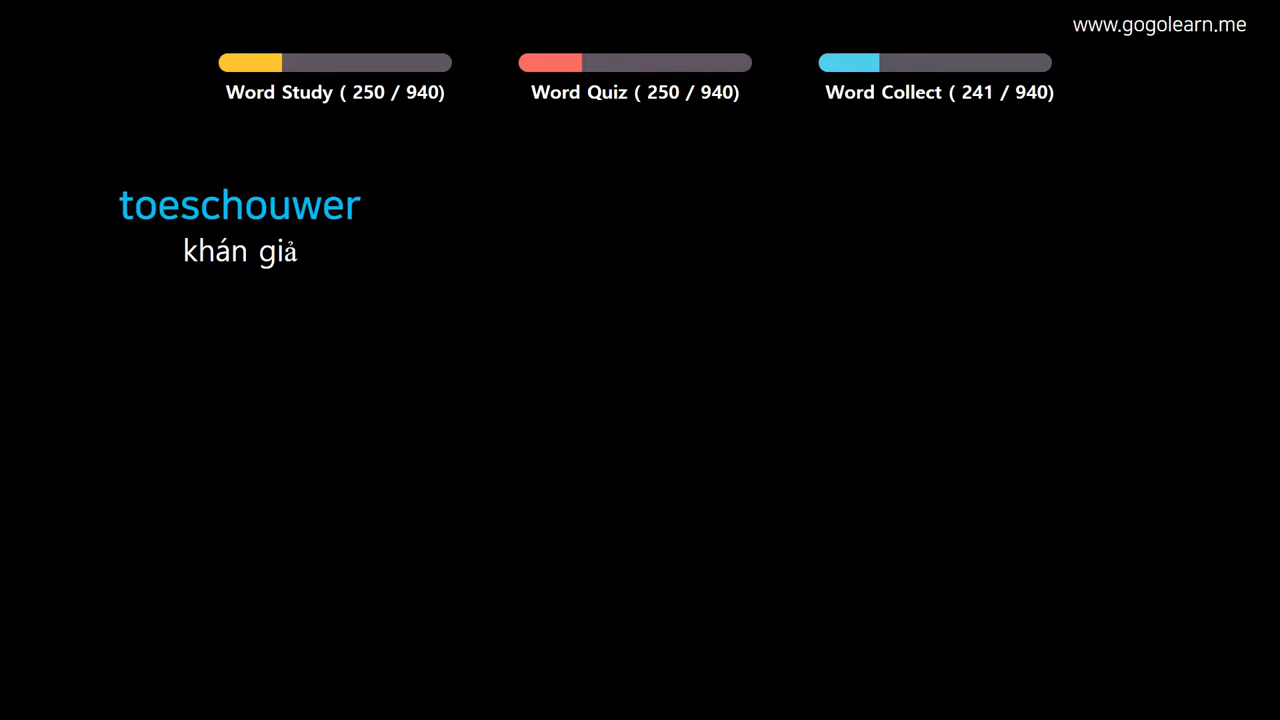 www.gogolearn.me
Word Study ( 250 / 940)
Word Quiz ( 250 / 940)
Word Collect ( 241 / 940)
toeschouwer
khán giả